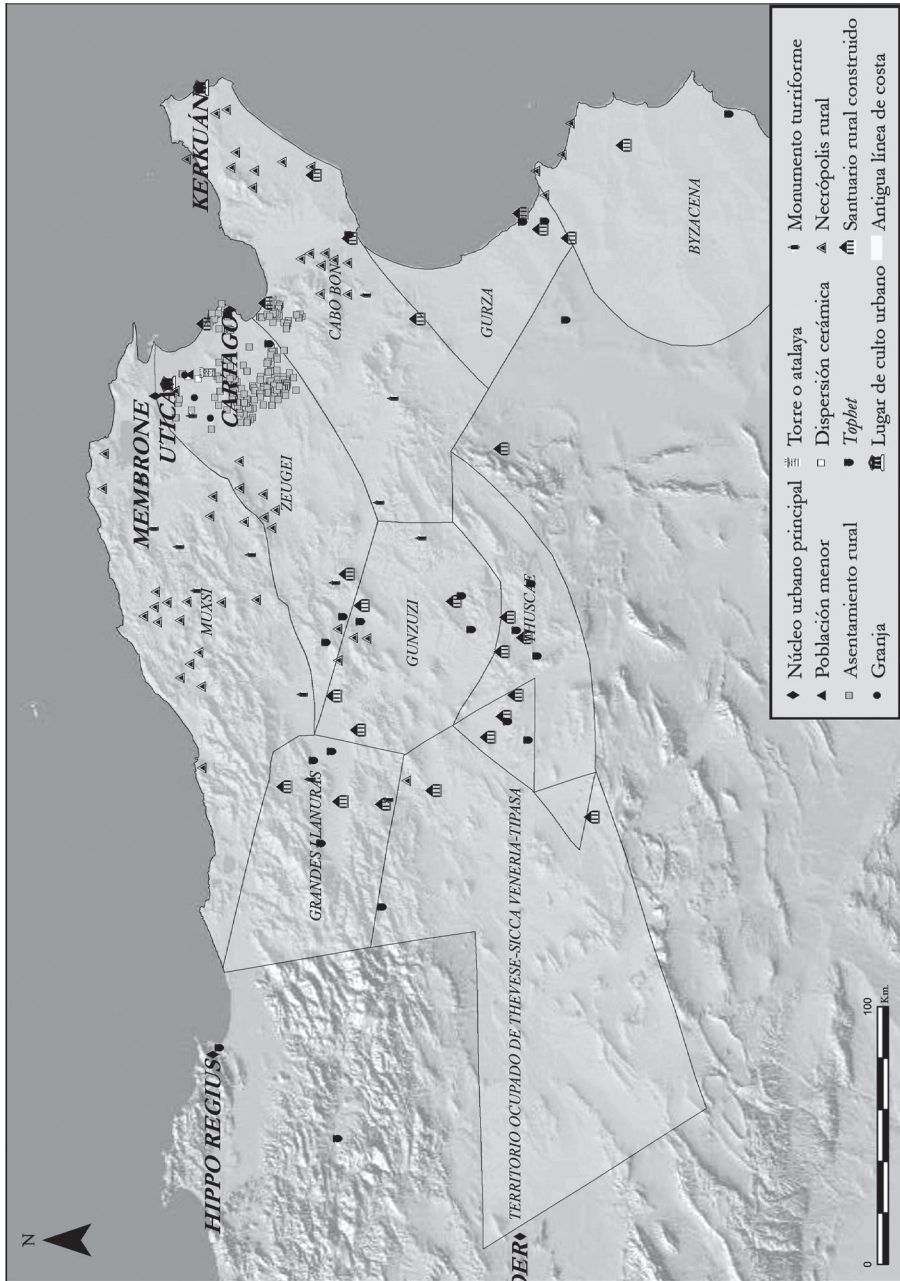 N
KERKUÁN
MEMBRONE
UTICA
CARTAGO
HIPPO REGIUS
CABO BON
ZEUGEI
MUXSI
GURZA
GUNZUZI
GRANDES LLANURAS
THUSCÆ
BYZACENA
TERRITORIO OCUPADO DE THEVESE-SICCA VENERIA-TIPASA
DER
Núcleo urbano principal
Población menor
Asentamiento rural
Granja
Torre o atalaya
Dispersión cerámica
Tophet
Lugar de culto urbano
Monumento turriforme
Necrópolis rural
Santuario rural construido
Antigua línea de costa
0
100
Km.